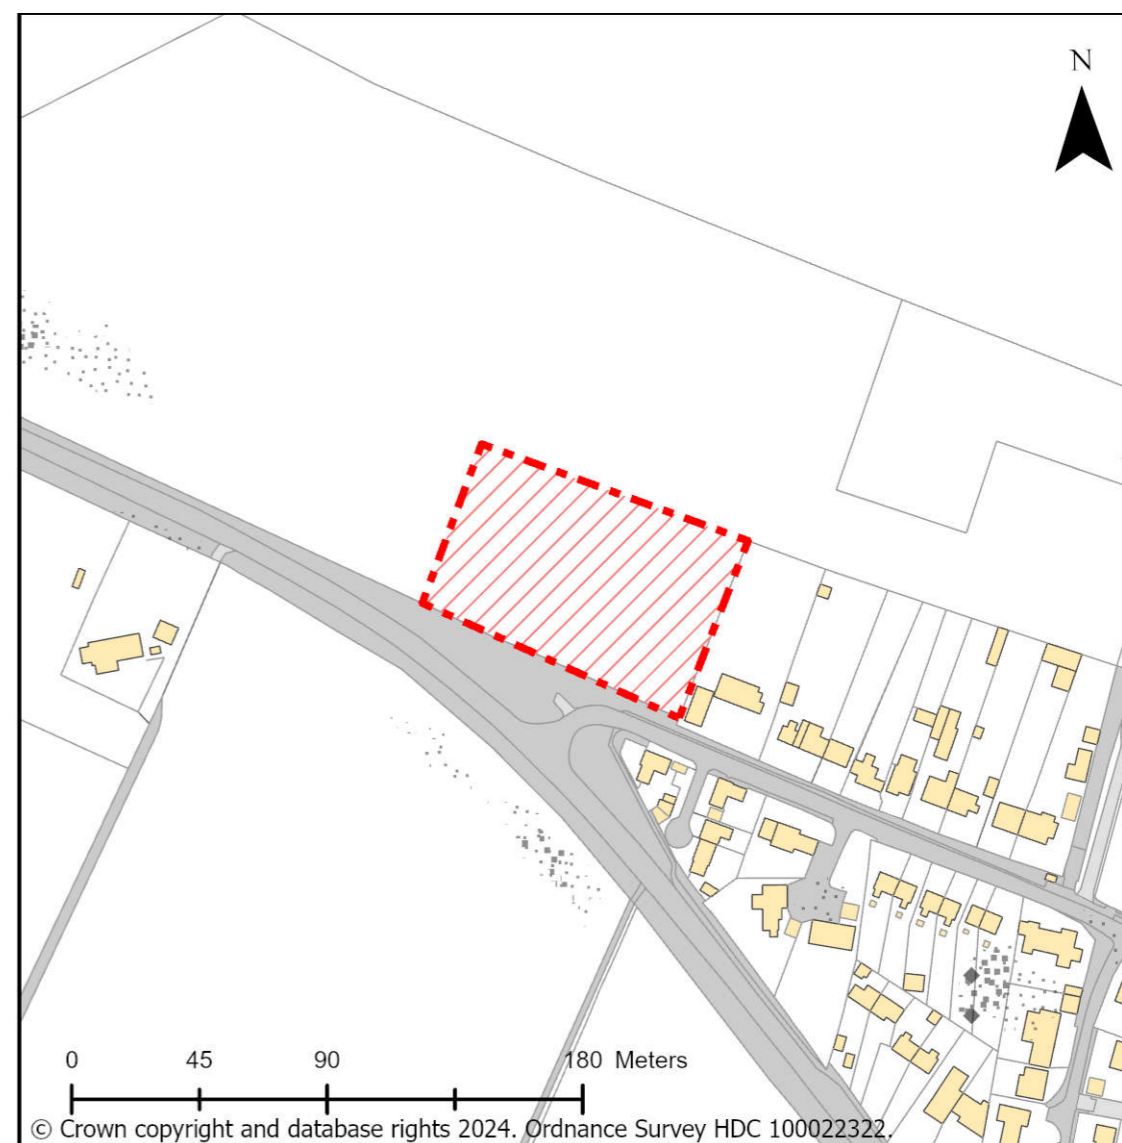 N
0 45 90 180 Meters
© Crown copyright and database rights 2024. Ordnance Survey HDC 100022322.